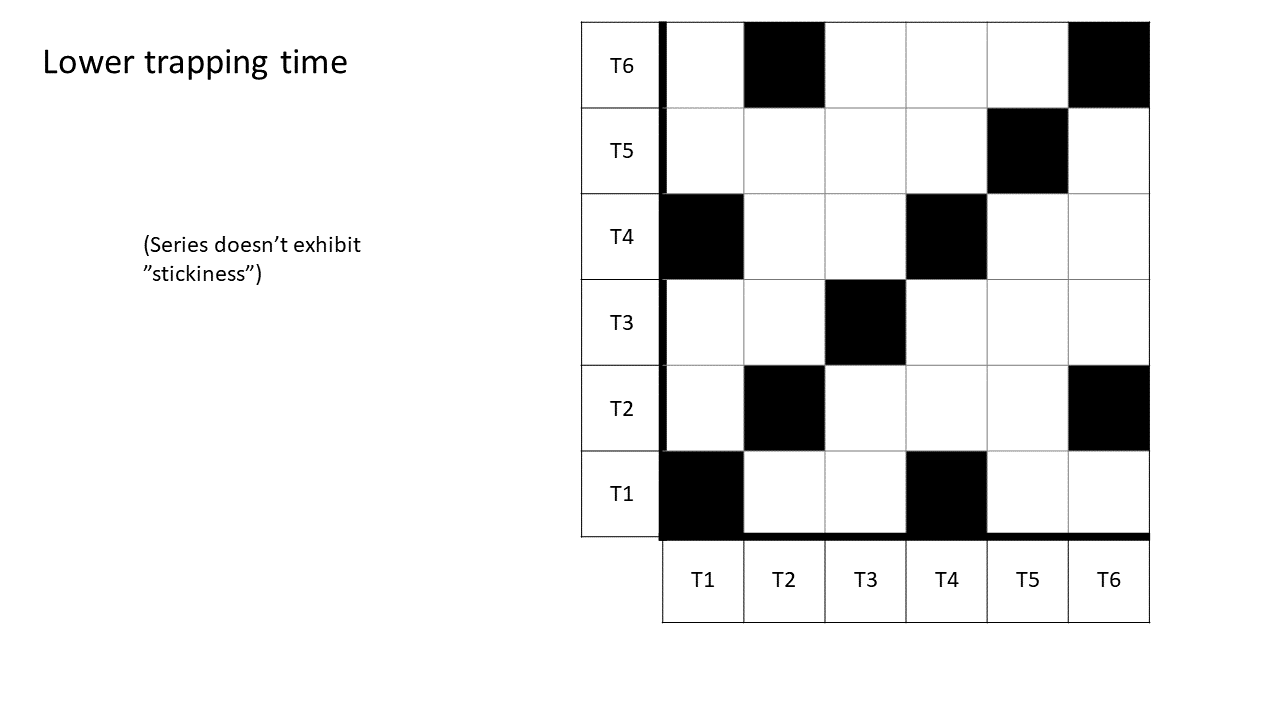 Lower trapping time
(Series doesn’t exhibit
”stickiness”)
T6
T5
T4
T3
T2
T1
T1 T2 T3 T4 T5 T6